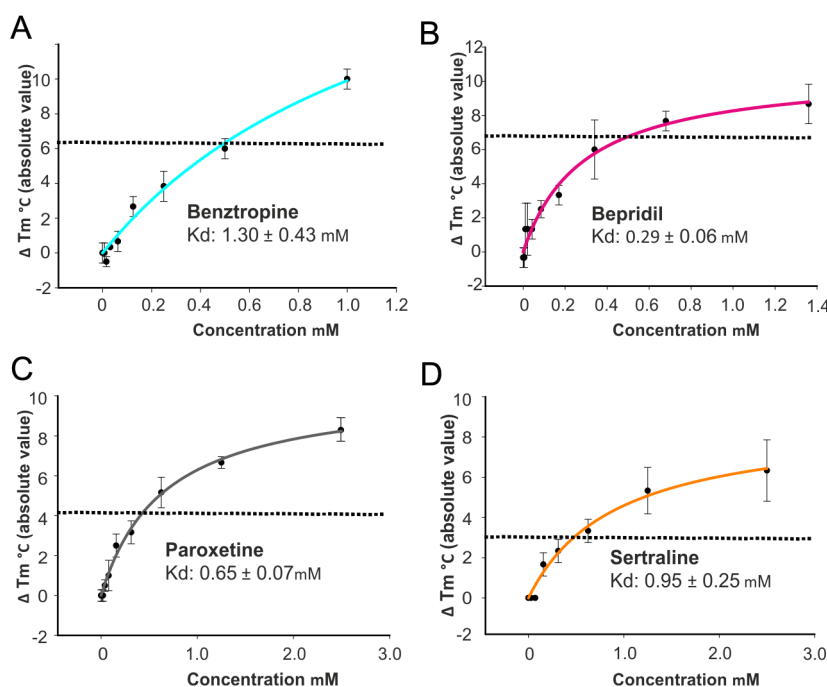 A
Δ Tm °C (absolute value)
10
8
6
4
2
0
-2
Benztropine
Kd: 1.30 ± 0.43 mM
0
0.2
0.4
0.6
0.8
1.0
1.2
Concentration mM
B
Δ Tm °C (absolute value)
12
10
8
6
4
2
0
-2
Bepridil
Kd: 0.29 ± 0.06 mM
0
0.2
0.4
0.6
0.8
1.0
1.2
1.4
Concentration mM
C
Δ Tm °C (absolute value)
10
8
6
4
2
0
-2
Paroxetine
Kd: 0.65 ± 0.07mM
0
1.0
2.0
3.0
Concentration mM
D
Δ Tm °C (absolute value)
10
8
6
4
2
0
-2
Sertraline
Kd: 0.95 ± 0.25 mM
0
1.0
2.0
3.0
Concentration mM